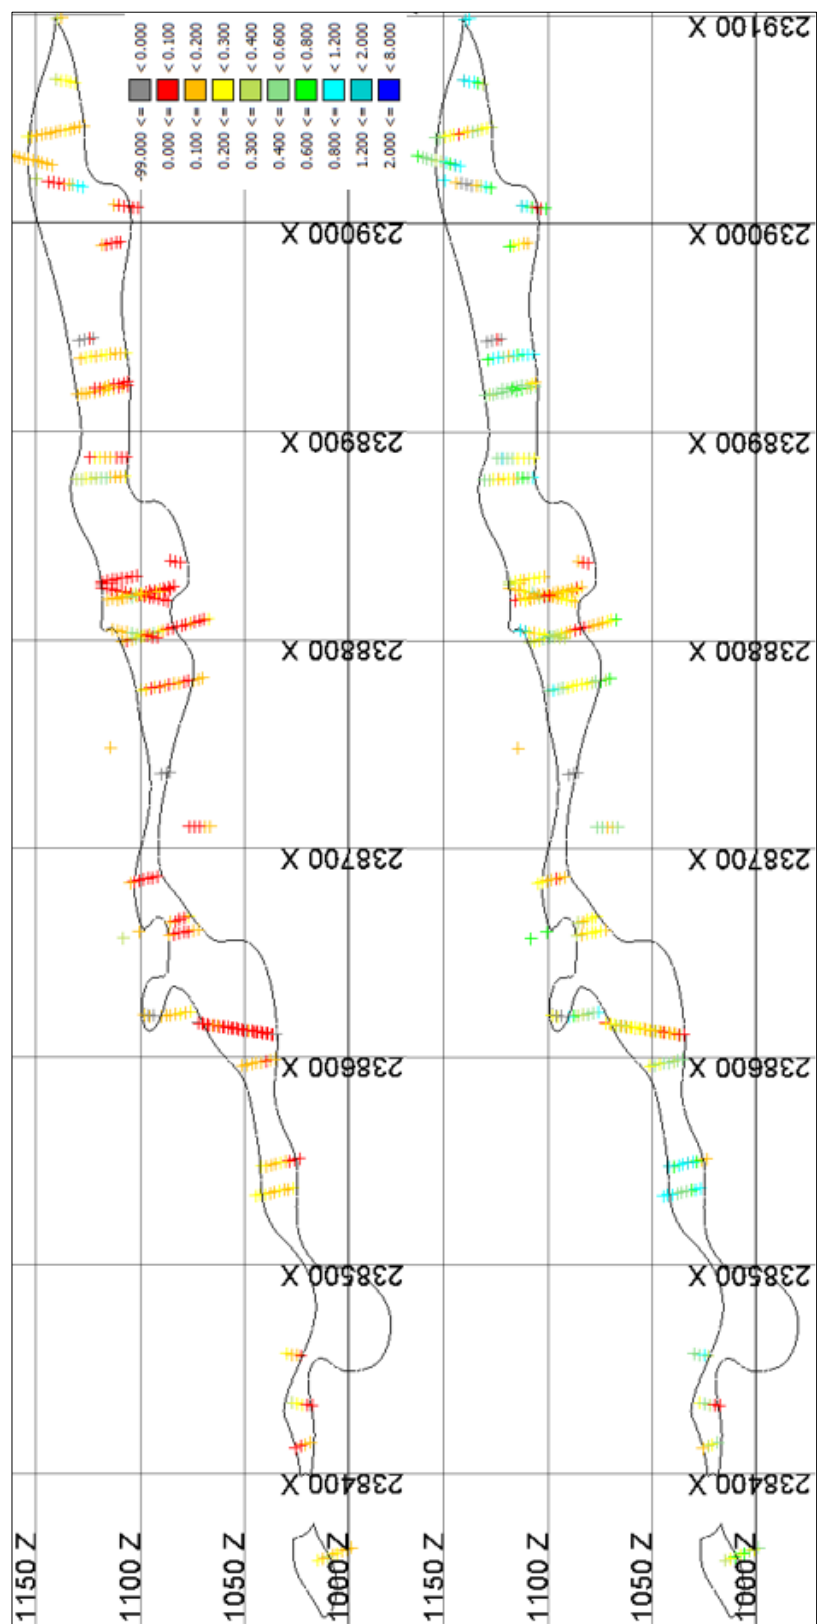 -99.000 <= < 0.000
0.000 <= < 0.100
0.100 <= < 0.200
0.200 <= < 0.300
0.300 <= < 0.400
0.400 <= < 0.600
0.600 <= < 0.800
0.800 <= < 1.200
1.200 <= < 2.000
2.000 <= < 8.000
239100 X
239000 X
239000 X
238900 X
238900 X
238800 X
238800 X
238700 X
238700 X
238600 X
238600 X
238500 X
238500 X
238400 X
238400 X
1150 Z
1100 Z
1050 Z
1000 Z
1150 Z
1100 Z
1050 Z
1000 Z